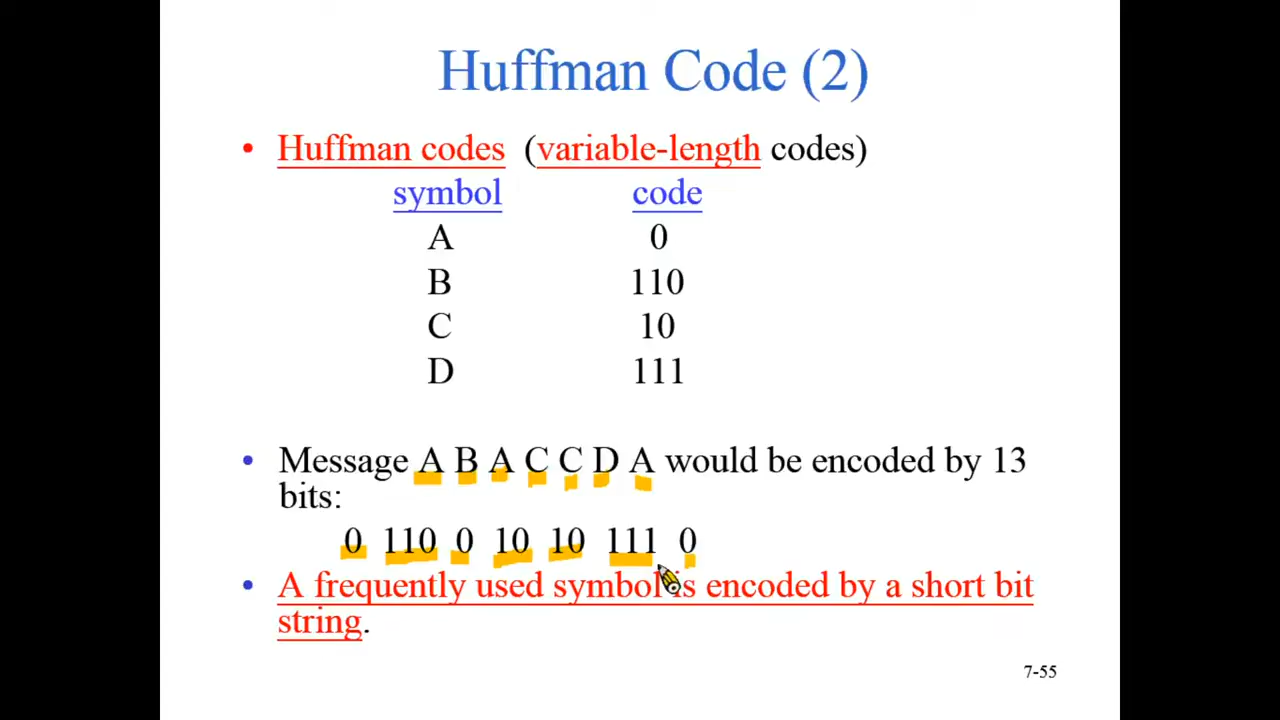 Huffman Code (2)
• Huffman codes (variable-length codes)
symbol code
A 0
B 110
C 10
D 111
• Message A B A C C D A would be encoded by 13
bits:
0 110 0 10 10 111 0
• A frequently used symbol is encoded by a short bit
string.
7-55